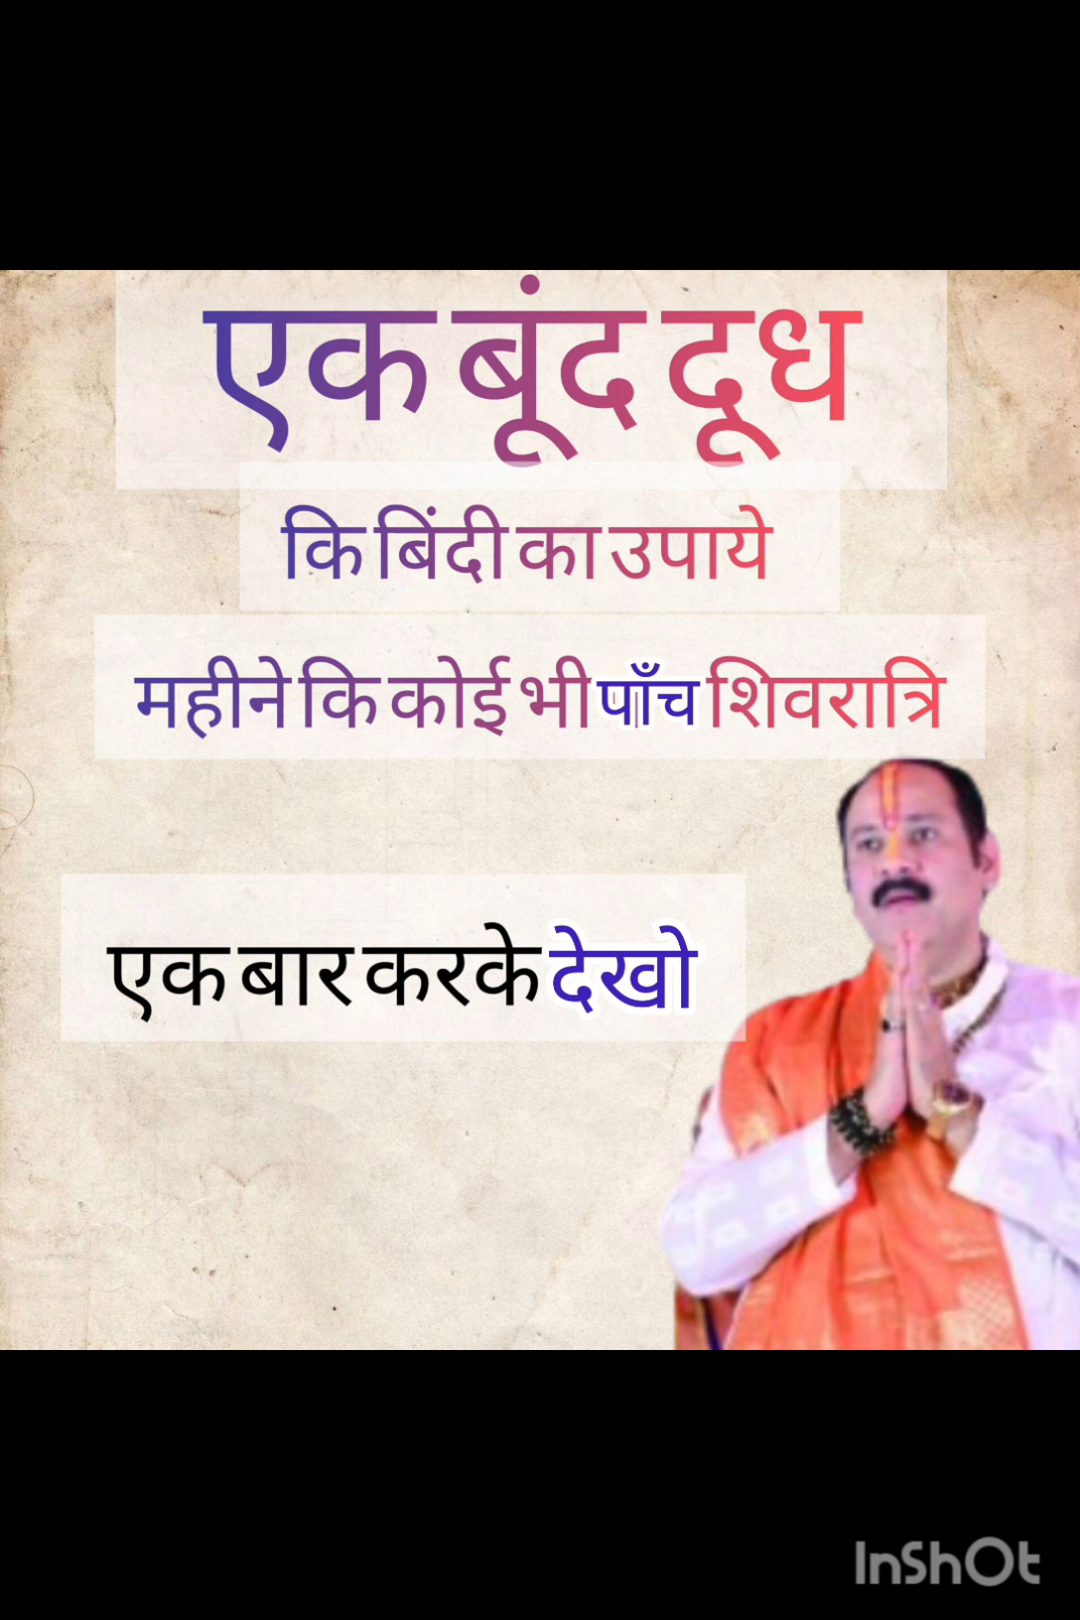 एक बूंद दूध
कि बिंदी का उपाये
महीने कि कोई भी पाँच शिवरात्रि
एक बार करके देखो
InShOt